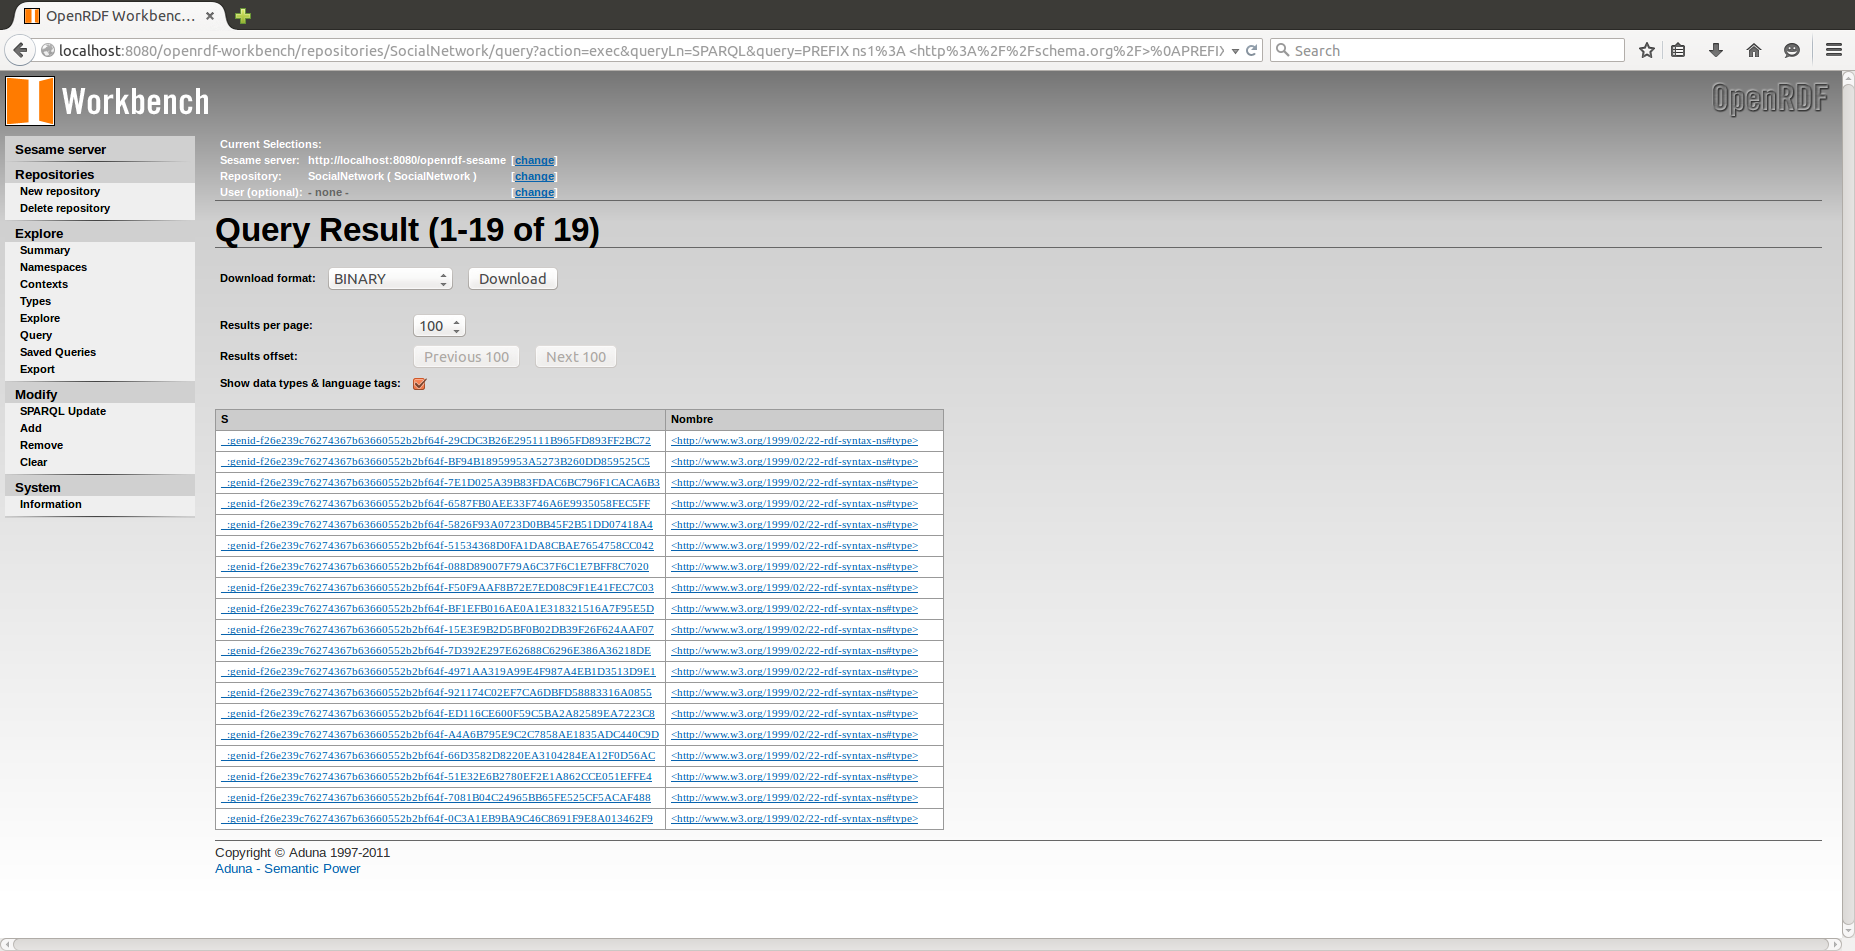 OpenRDF Workbenc...
localhost:8080/openrdf-workbench/repositories/SocialNetwork/query?action=exec&queryLn=SPARQL&query=PREFIX ns1%3A <http%3A%2F%2Fschema.org%2F>%0APREFIX
Search
Workbench
OpenRDF
Sesame server
Repositories
New repository
Delete repository
Explore
Summary
Namespaces
Contexts
Types
Explore
Query
Saved Queries
Export
Modify
SPARQL Update
Add
Remove
Clear
System
Information
Current Selections:
Sesame server: http://localhost:8080/openrdf-sesame [change]
Repository: SocialNetwork ( SocialNetwork ) [change]
User (optional): - none - [change]
Query Result (1-19 of 19)
Download format: BINARY Download
Results per page: 100
Results offset: Previous 100 Next 100
Show data types & language tags:
S Nombre
_:genid-f26e239c76274367b63660552b2bf64f-29CDC3B26E295111B965FD893FF2BC72 <http://www.w3.org/1999/02/22-rdf-syntax-ns#type>
_:genid-f26e239c76274367b63660552b2bf64f-BF94B18959953A5273B260DD859525C5 <http://www.w3.org/1999/02/22-rdf-syntax-ns#type>
_:genid-f26e239c76274367b63660552b2bf64f-7E1D025A39B83FDAC6BC796F1CACA6B3 <http://www.w3.org/1999/02/22-rdf-syntax-ns#type>
_:genid-f26e239c76274367b63660552b2bf64f-6587FB0AEE33F746A6E9935058FEC5FF <http://www.w3.org/1999/02/22-rdf-syntax-ns#type>
_:genid-f26e239c76274367b63660552b2bf64f-5826F93A0723D0BB45F2B51DD07418A4 <http://www.w3.org/1999/02/22-rdf-syntax-ns#type>
_:genid-f26e239c76274367b63660552b2bf64f-51534368D0FA1DA8CBAE7654758CC042 <http://www.w3.org/1999/02/22-rdf-syntax-ns#type>
_:genid-f26e239c76274367b63660552b2bf64f-088D89007F79A6C37F6C1E7BFF8C7020 <http://www.w3.org/1999/02/22-rdf-syntax-ns#type>
_:genid-f26e239c76274367b63660552b2bf64f-F50F9AAF8B72E7ED08C9F1E41FEC7C03 <http://www.w3.org/1999/02/22-rdf-syntax-ns#type>
_:genid-f26e239c76274367b63660552b2bf64f-BF1EFB016AE0A1E318321516A7F95E5D <http://www.w3.org/1999/02/22-rdf-syntax-ns#type>
_:genid-f26e239c76274367b63660552b2bf64f-15E3E9B2D5BF0B02DB39F26F624AAF07 <http://www.w3.org/1999/02/22-rdf-syntax-ns#type>
_:genid-f26e239c76274367b63660552b2bf64f-7D392E297E62688C6296E386A36218DE <http://www.w3.org/1999/02/22-rdf-syntax-ns#type>
_:genid-f26e239c76274367b63660552b2bf64f-4971AA319A99E4F987A4EB1D3513D9E1 <http://www.w3.org/1999/02/22-rdf-syntax-ns#type>
_:genid-f26e239c76274367b63660552b2bf64f-921174C02EF7CA6DBFD58883316A0855 <http://www.w3.org/1999/02/22-rdf-syntax-ns#type>
_:genid-f26e239c76274367b63660552b2bf64f-ED116CE600F59C5BA2A82589EA7223C8 <http://www.w3.org/1999/02/22-rdf-syntax-ns#type>
_:genid-f26e239c76274367b63660552b2bf64f-A4A6B795E9C2C7858AE1835ADC440C9D <http://www.w3.org/1999/02/22-rdf-syntax-ns#type>
_:genid-f26e239c76274367b63660552b2bf64f-66D3582D8220EA3104284EA12F0D56AC <http://www.w3.org/1999/02/22-rdf-syntax-ns#type>
_:genid-f26e239c76274367b63660552b2bf64f-51E32E6B2780EF2E1A862CCE051EFFE4 <http://www.w3.org/1999/02/22-rdf-syntax-ns#type>
_:genid-f26e239c76274367b63660552b2bf64f-7081B04C24965BB65FE525CF5ACAF488 <http://www.w3.org/1999/02/22-rdf-syntax-ns#type>
_:genid-f26e239c76274367b63660552b2bf64f-0C3A1EB9BA9C46C8691F9E8A013462F9 <http://www.w3.org/1999/02/22-rdf-syntax-ns#type>
Copyright © Aduna 1997-2011
Aduna - Semantic Power